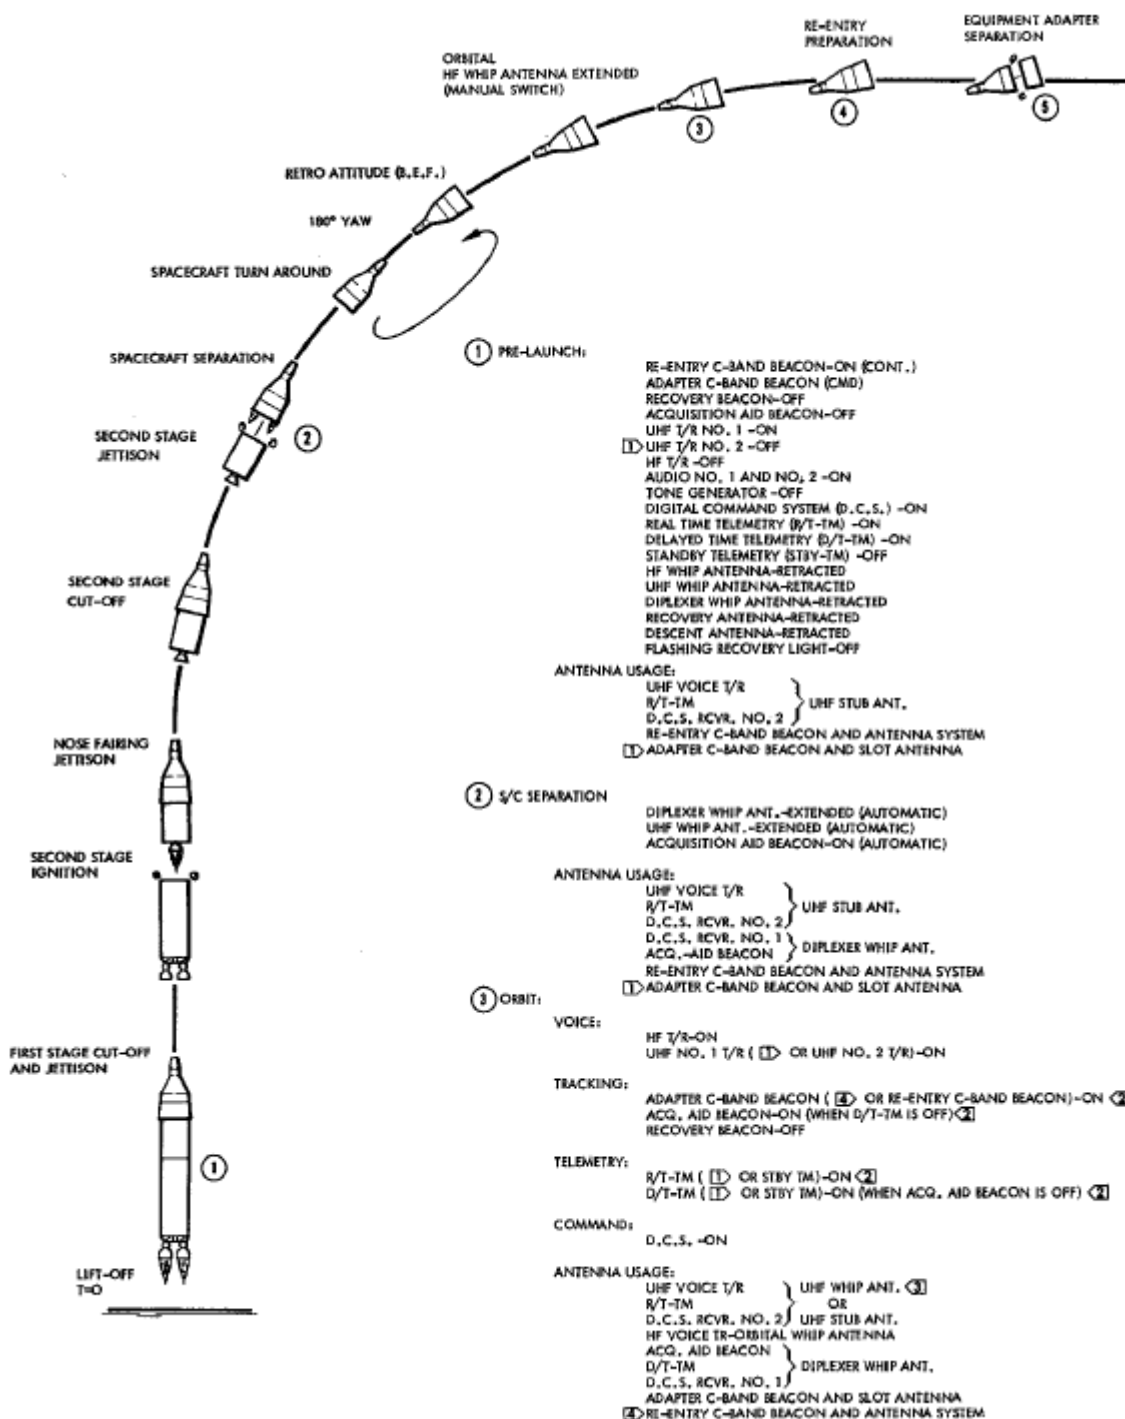 RE-ENTRY
PREPARATION
EQUIPMENT ADAPTER
SEPARATION
ORBITAL
HF WHIP ANTENNA EXTENDED
(MANUAL SWITCH)
3
4
5
RETRO ATTITUDE (B.E.F.)
180° YAW
SPACECRAFT TURN AROUND
SPACECRAFT SEPARATION
SECOND STAGE
JETTISON
2
SECOND STAGE
CUT-OFF
NOSE FAIRING
JETTISON
SECOND STAGE
IGNITION
FIRST STAGE CUT-OFF
AND JETTISON
1
LIFT-OFF
T=O
1 PRE-LAUNCH:
RE-ENTRY C-BAND BEACON-ON (CONT.)
ADAPTER C-BAND BEACON (CMD)
RECOVERY BEACON-OFF
ACQUISITION AID BEACON-OFF
UHF T/R NO. 1 -ON
1 UHF T/R NO. 2 -OFF
HF T/R -OFF
AUDIO NO. 1 AND NO. 2 -ON
TONE GENERATOR -OFF
DIGITAL COMMAND SYSTEM (D.C.S.) -ON
REAL TIME TELEMETRY (R/T-TM) -ON
DELAYED TIME TELEMETRY (D/T-TM) -ON
STANDBY TELEMETRY (STBY-TM) -OFF
HF WHIP ANTENNA-RETRACTED
UHF WHIP ANTENNA-RETRACTED
DIPLEXER WHIP ANTENNA-RETRACTED
RECOVERY ANTENNA-RETRACTED
DESCENT ANTENNA-RETRACTED
FLASHING RECOVERY LIGHT-OFF
ANTENNA USAGE:
UHF VOICE T/R
R/T-TM UHF STUB ANT.
D.C.S. RCVR. NO. 2
RE-ENTRY C-BAND BEACON AND ANTENNA SYSTEM
1 ADAPTER C-BAND BEACON AND SLOT ANTENNA
2 S/C SEPARATION
DIPLEXER WHIP ANT.-EXTENDED (AUTOMATIC)
UHF WHIP ANT.-EXTENDED (AUTOMATIC)
ACQUISITION AID BEACON-ON (AUTOMATIC)
ANTENNA USAGE:
UHF VOICE T/R
R/T-TM UHF STUB ANT.
D.C.S. RCVR. NO. 2
D.C.S. RCVR. NO. 1
ACQ.-AID BEACON DIPLEXER WHIP ANT.
RE-ENTRY C-BAND BEACON AND ANTENNA SYSTEM
1 ADAPTER C-BAND BEACON AND SLOT ANTENNA
3 ORBIT:
VOICE:
HF T/R-ON
UHF NO. 1 T/R ( 1 OR UHF NO. 2 T/R)-ON
TRACKING:
ADAPTER C-BAND BEACON ( 4 OR RE-ENTRY C-BAND BEACON)-ON 2
ACQ. AID BEACON-ON (WHEN D/T-TM IS OFF) 2
RECOVERY BEACON-OFF
TELEMETRY:
R/T-TM ( 1 OR STBY TM)-ON 2
D/T-TM ( 1 OR STBY TM)-ON (WHEN ACQ. AID BEACON IS OFF) 2
COMMAND:
D.C.S. -ON
ANTENNA USAGE:
UHF VOICE T/R UHF WHIP ANT. 3
R/T-TM OR
D.C.S. RCVR. NO. 2 UHF STUB ANT.
HF VOICE TR-ORBITAL WHIP ANTENNA
ACQ. AID BEACON
D/T-TM DIPLEXER WHIP ANT.
D.C.S. RCVR. NO. 1
ADAPTER C-BAND BEACON AND SLOT ANTENNA
4 RE-ENTRY C-BAND BEACON AND ANTENNA SYSTEM